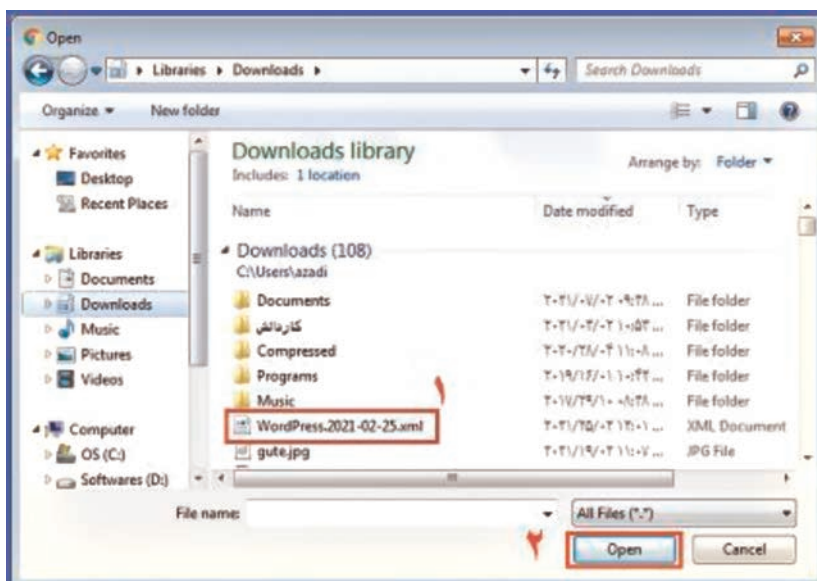 Open
Libraries
Downloads
Search Downloads
Organize
New folder
Favorites
Desktop
Recent Places
Libraries
Documents
Downloads
Music
Pictures
Videos
Computer
OS (C:)
Softwares (D:)
Downloads library
Includes: 1 location
Arrange by: Folder
Name Date modified Type
Downloads (108)
C:\Users\azadi
Documents File folder
کاردانش File folder
Compressed File folder
Programs File folder
Music File folder
۱
WordPress.2021-02-25.xml XML Document
gute.jpg JPG File
File name:
All Files (*.*)
۲
Open
Cancel